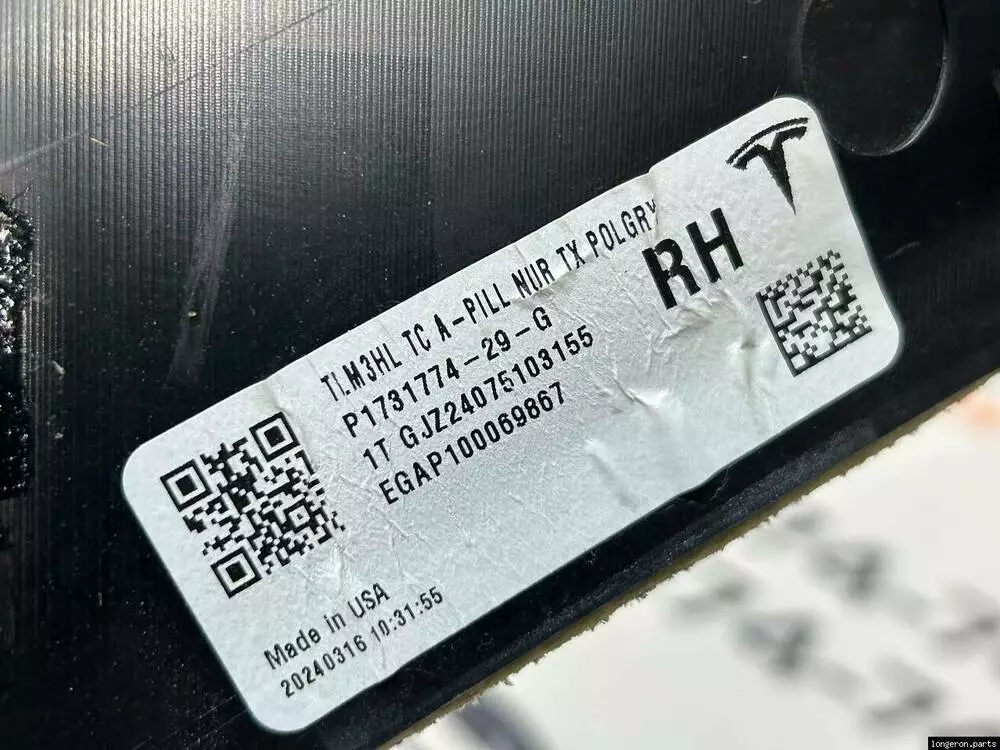 TLM3HL TC A-PILL NUR TX POLGRY
RH
P1731774-29-G
1T GJZ24075103155
EGAP100069867
Made in USA
20240316 10:31:55
longeron.parts